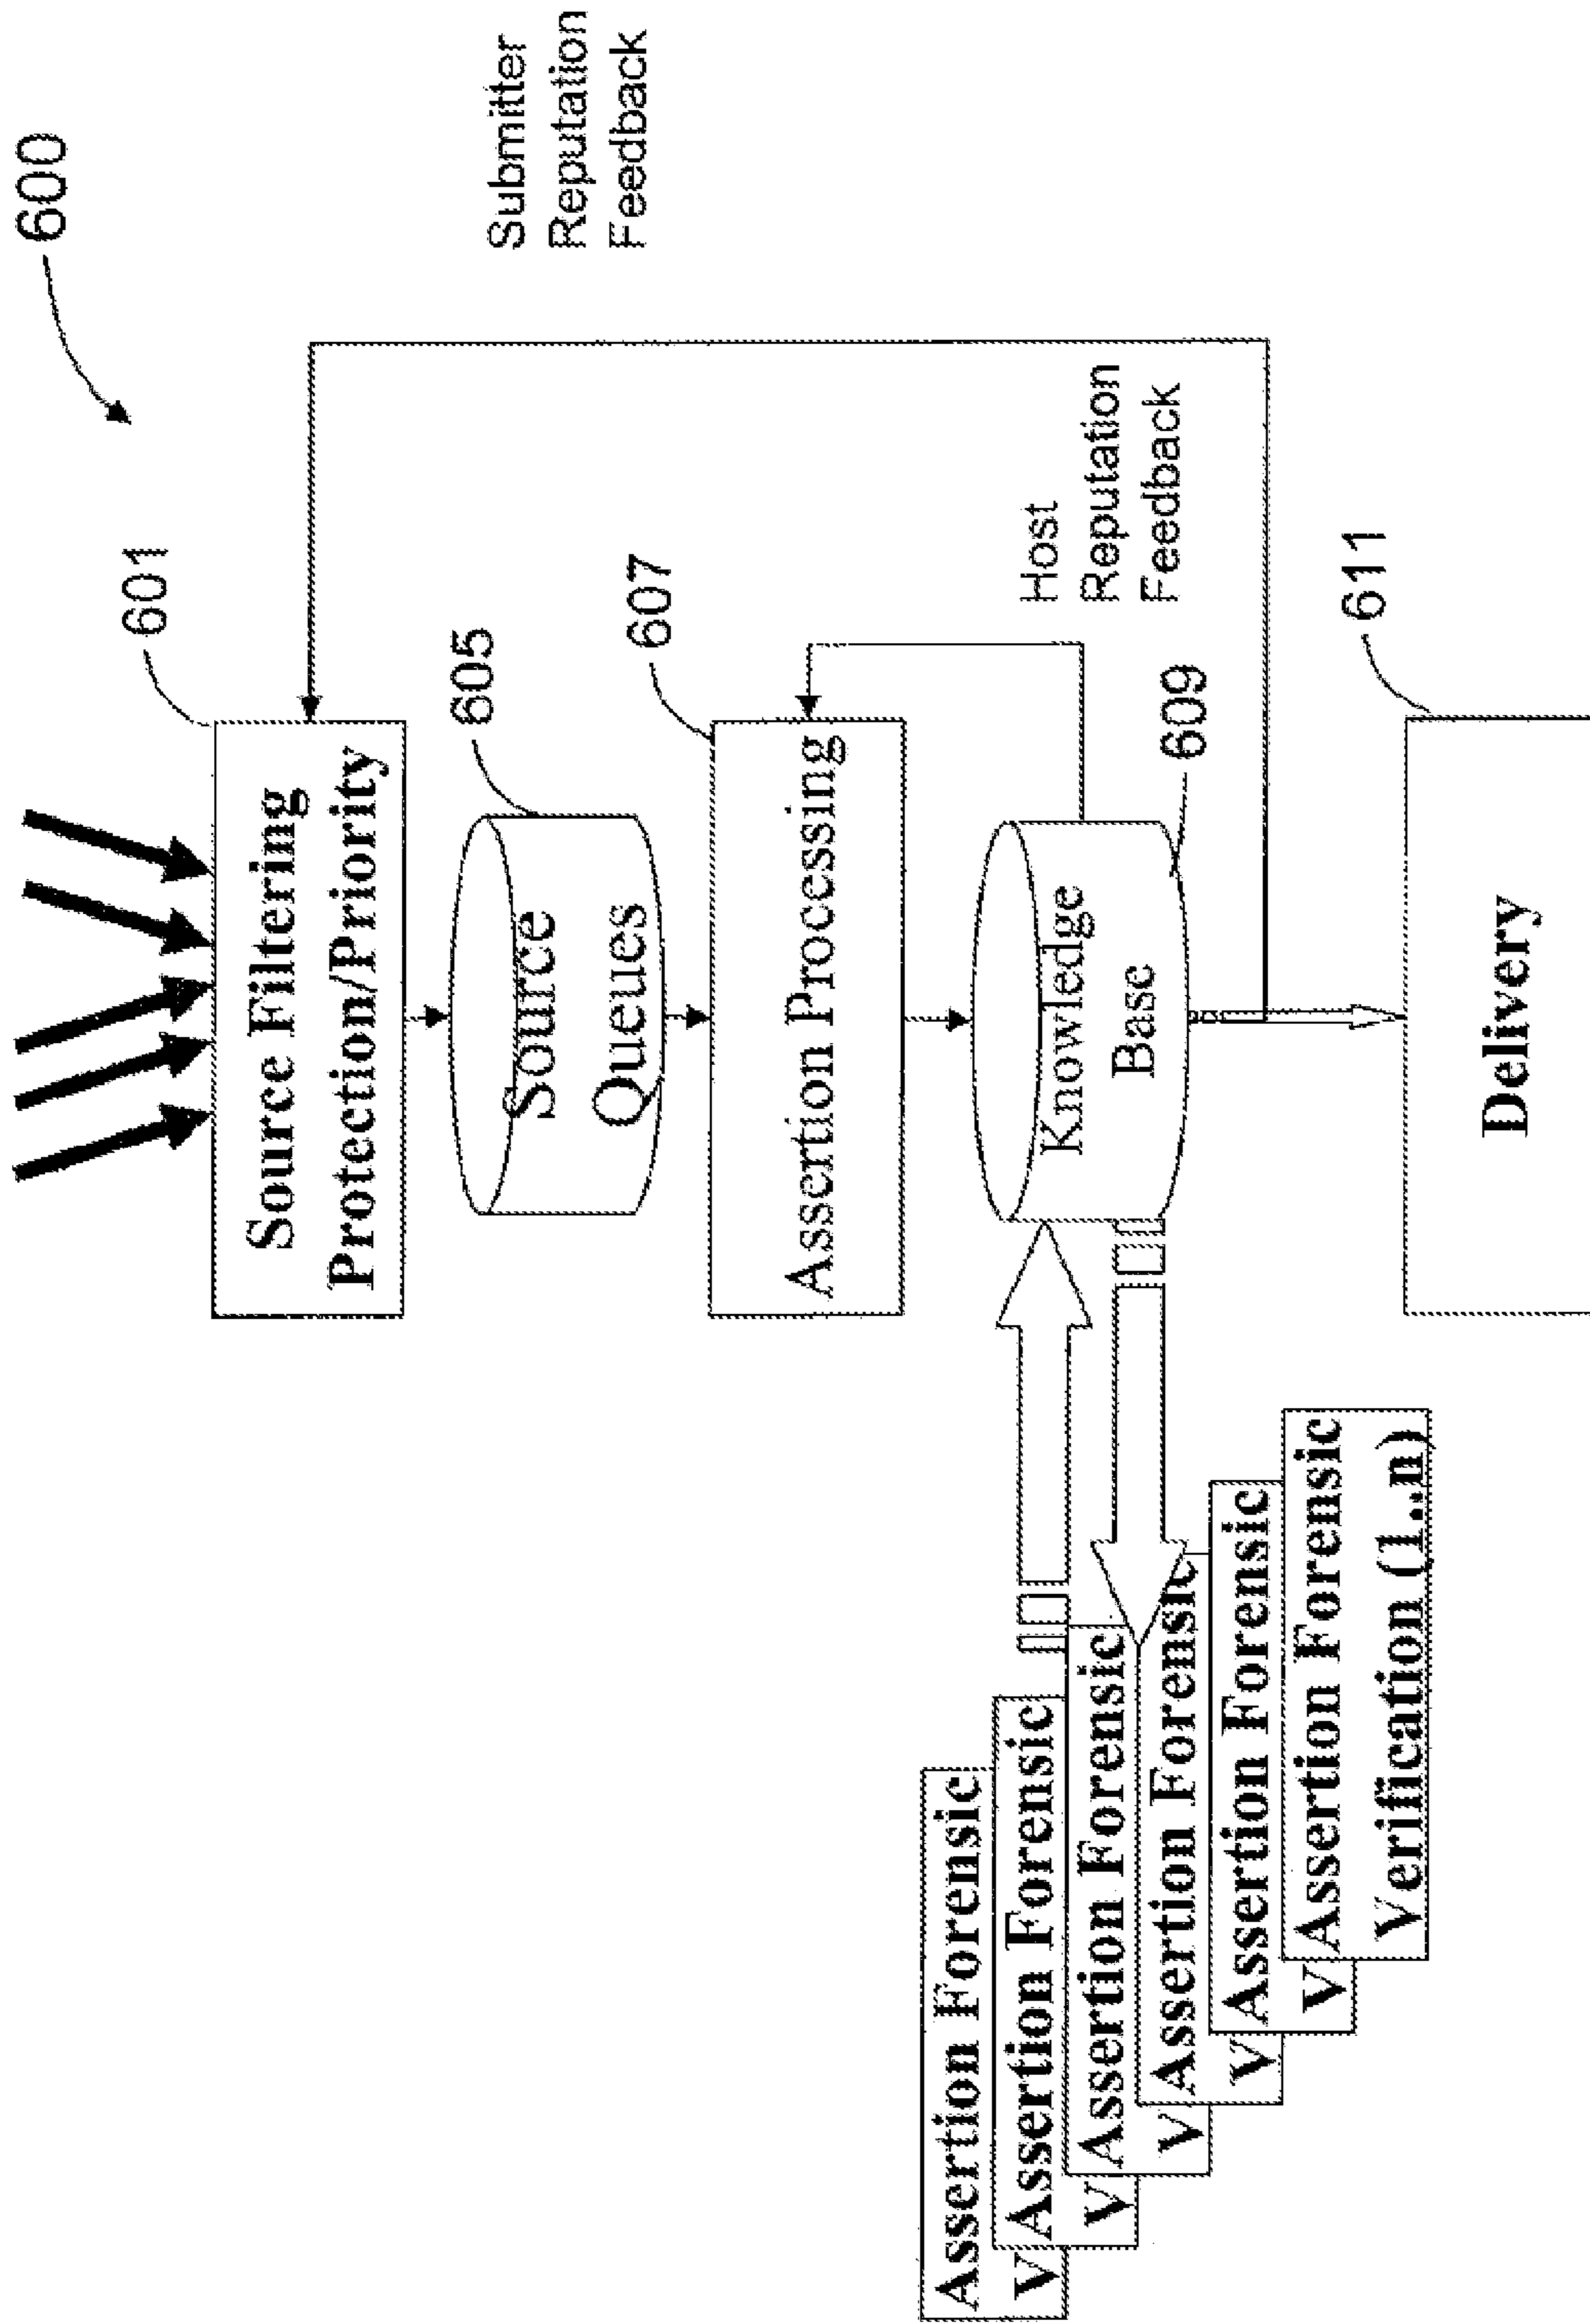 600
601
Source Filtering
Protection/Priority
Submitter
Reputation
Feedback
605
Source
Queues
607
Assertion Processing
Host
Reputation
Feedback
Knowledge
Base
609
611
Delivery
Assertion Forensic
V
Assertion Forensic
V
Assertion Forensic
V
Assertion Forensic
V
Assertion Forensic
V
Assertion Forensic
Verification (1..n)